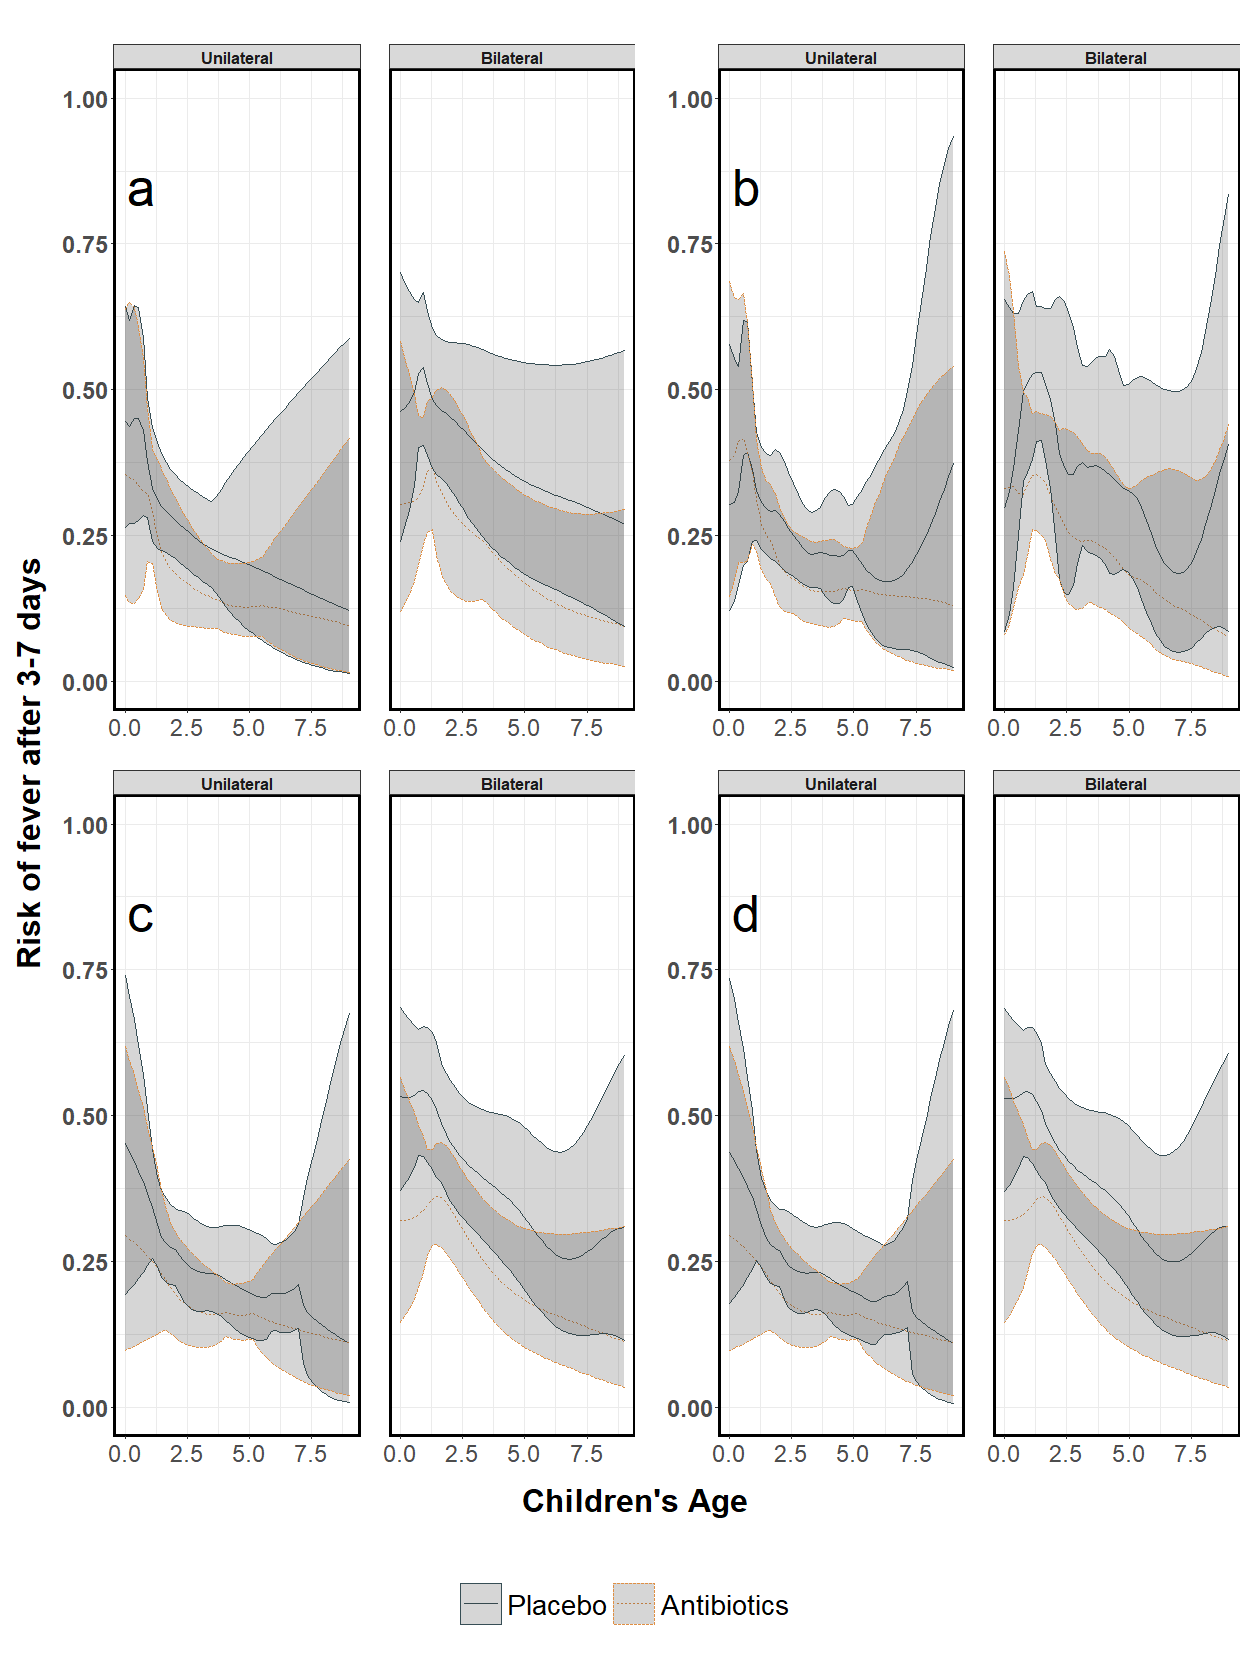 Unilateral Bilateral Unilateral Bilateral
1.00 1.00
a b
0.75 0.75
0.50 0.50
0.25 0.25
0.00 0.00
0.0 2.5 5.0 7.5 0.0 2.5 5.0 7.5 0.0 2.5 5.0 7.5 0.0 2.5 5.0 7.5
Risk of fever after 3-7 days
Unilateral Bilateral Unilateral Bilateral
1.00 1.00
c d
0.75 0.75
0.50 0.50
0.25 0.25
0.00 0.00
0.0 2.5 5.0 7.5 0.0 2.5 5.0 7.5 0.0 2.5 5.0 7.5 0.0 2.5 5.0 7.5
Children's Age
Placebo Antibiotics